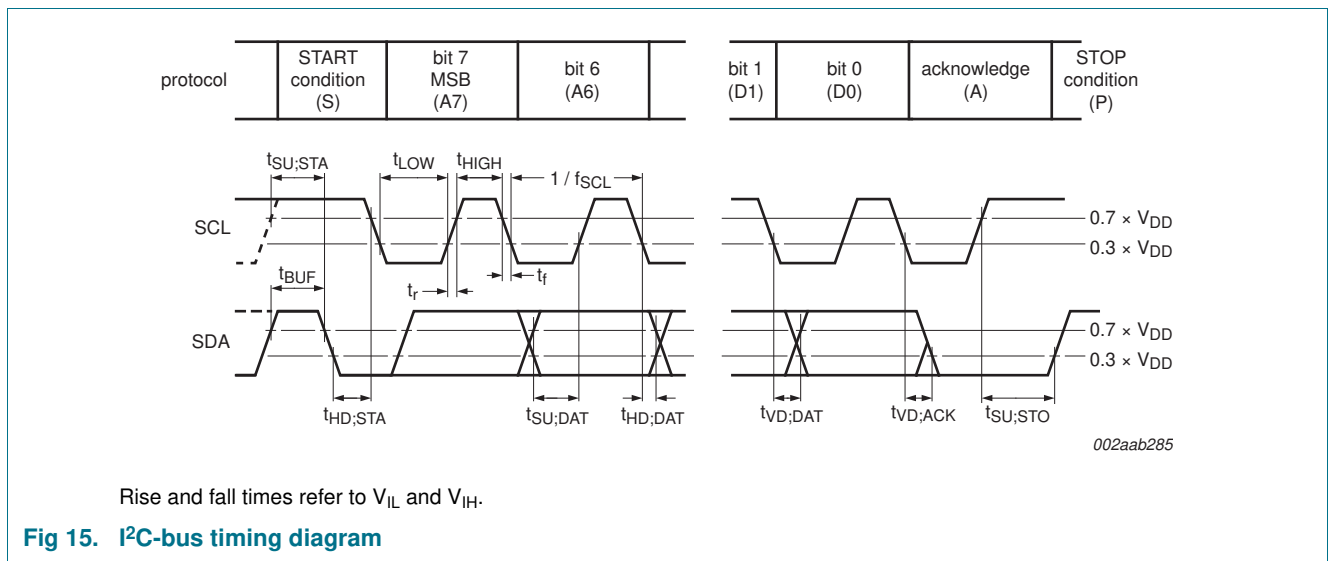 protocol
START
condition
(S)
bit 7
MSB
(A7)
bit 6
(A6)
bit 1
(D1)
bit 0
(D0)
acknowledge
(A)
STOP
condition
(P)
tSU;STA
tLOW
tHIGH
1 / fSCL
SCL
0.7 × VDD
0.3 × VDD
tBUF
tr
tf
SDA
0.7 × VDD
0.3 × VDD
tHD;STA
tSU;DAT
tHD;DAT
tVD;DAT
tVD;ACK
tSU;STO
002aab285
Rise and fall times refer to VIL and VIH.
Fig 15. I²C-bus timing diagram